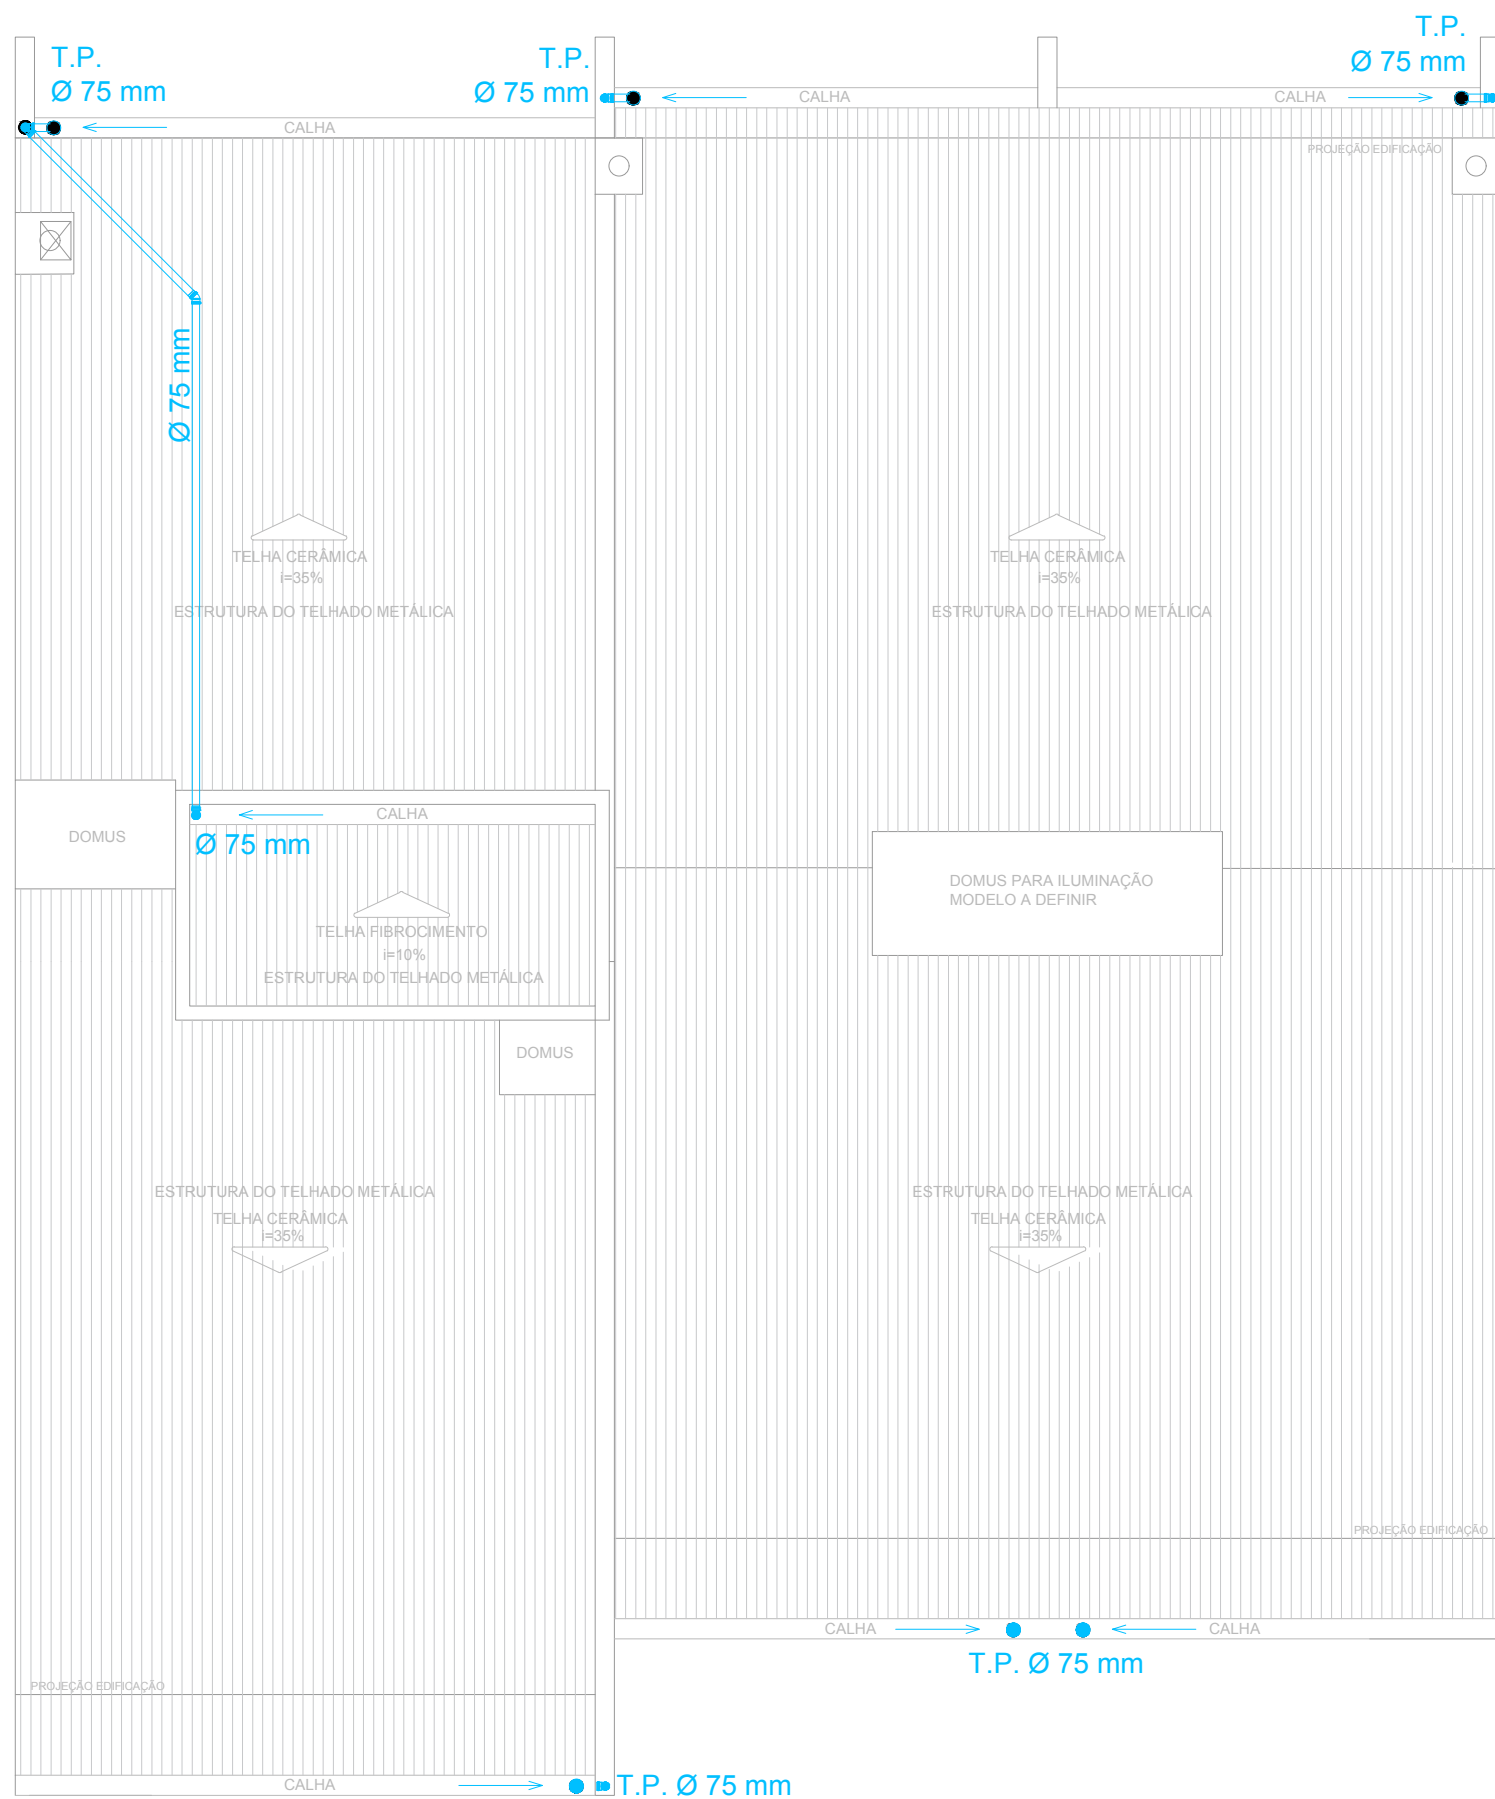 T.P.
Ø 75 mm
T.P.
Ø 75 mm
T.P.
Ø 75 mm
CALHA
CALHA
CALHA
PROJEÇÃO EDIFICAÇÃO
Ø 75 mm
TELHA CERÂMICA
i=35%
ESTRUTURA DO TELHADO METÁLICA
TELHA CERÂMICA
i=35%
ESTRUTURA DO TELHADO METÁLICA
DOMUS
CALHA
Ø 75 mm
TELHA FIBROCIMENTO
i=10%
ESTRUTURA DO TELHADO METÁLICA
DOMUS PARA ILUMINAÇÃO
MODELO A DEFINIR
DOMUS
ESTRUTURA DO TELHADO METÁLICA
TELHA CERÂMICA
i=35%
ESTRUTURA DO TELHADO METÁLICA
TELHA CERÂMICA
i=35%
PROJEÇÃO EDIFICAÇÃO
CALHA
CALHA
T.P. Ø 75 mm
PROJEÇÃO EDIFICAÇÃO
CALHA
T.P. Ø 75 mm